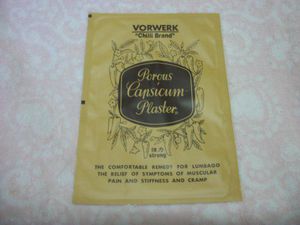 VORWERK
"Chilli Brand"
Porous
Capsicum
Plaster
strong
THE COMFORTABLE REMEDY FOR LUMBAGO
THE RELIEF OF SYMPTOMS OF MUSCULAR
PAIN AND STIFFNESS AND CRAMP